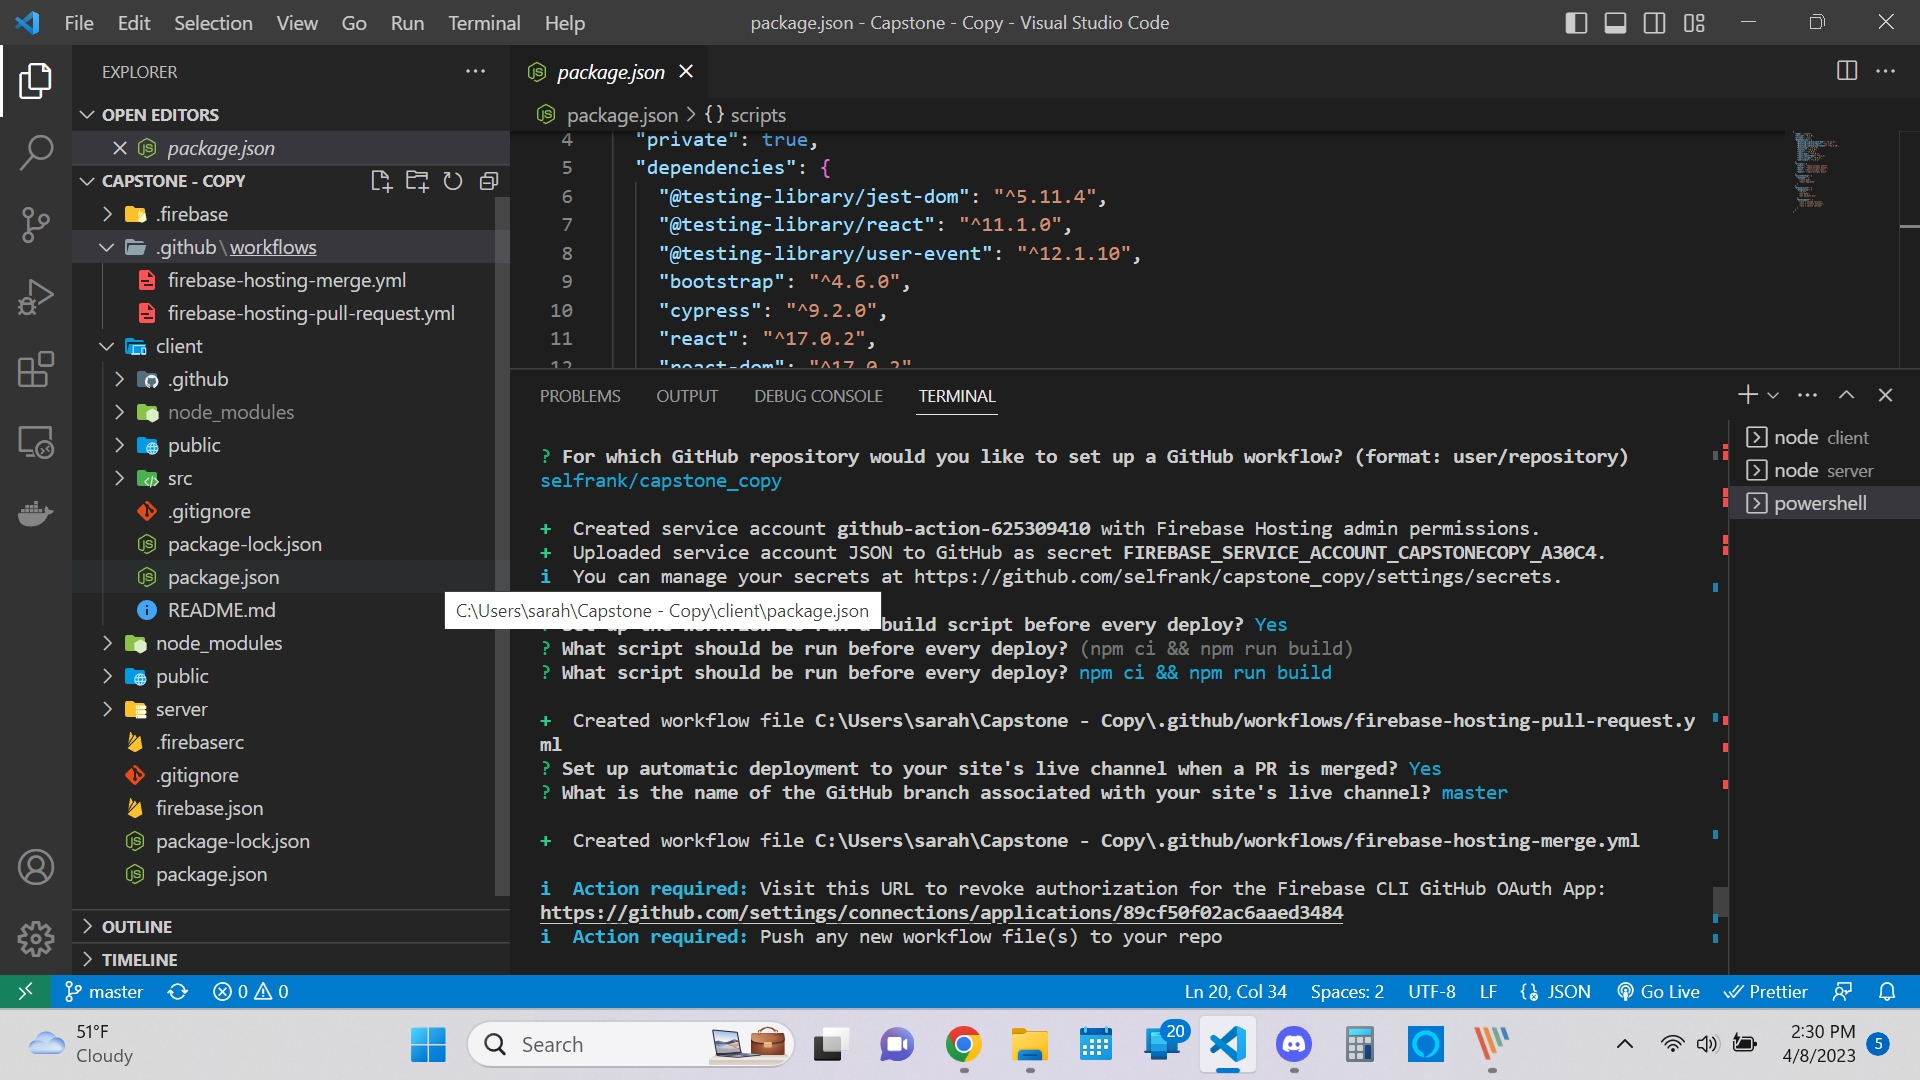 File Edit Selection View Go Run Terminal Help
package.json - Capstone - Copy - Visual Studio Code
EXPLORER
OPEN EDITORS
package.json
CAPSTONE - COPY
.firebase
.github\workflows
firebase-hosting-merge.yml
firebase-hosting-pull-request.yml
client
.github
node_modules
public
src
.gitignore
package-lock.json
package.json
README.md
node_modules
public
server
.firebaserc
.gitignore
firebase.json
package-lock.json
package.json
OUTLINE
TIMELINE
package.json
package.json > {} scripts
4 "private": true,
5 "dependencies": {
6 "@testing-library/jest-dom": "^5.11.4",
7 "@testing-library/react": "^11.1.0",
8 "@testing-library/user-event": "^12.1.10",
9 "bootstrap": "^4.6.0",
10 "cypress": "^9.2.0",
11 "react": "^17.0.2",
12 "react-dom": "^17.0.2"
PROBLEMS OUTPUT DEBUG CONSOLE TERMINAL
? For which GitHub repository would you like to set up a GitHub workflow? (format: user/repository)
selfrank/capstone_copy
+ Created service account github-action-625309410 with Firebase Hosting admin permissions.
+ Uploaded service account JSON to GitHub as secret FIREBASE_SERVICE_ACCOUNT_CAPSTONECOPY_A30C4.
i You can manage your secrets at https://github.com/selfrank/capstone_copy/settings/secrets.
C:\Users\sarah\Capstone - Copy\client\package.json
build script before every deploy? Yes
? What script should be run before every deploy? (npm ci && npm run build)
? What script should be run before every deploy? npm ci && npm run build
+ Created workflow file C:\Users\sarah\Capstone - Copy\.github/workflows/firebase-hosting-pull-request.y
ml
? Set up automatic deployment to your site's live channel when a PR is merged? Yes
? What is the name of the GitHub branch associated with your site's live channel? master
+ Created workflow file C:\Users\sarah\Capstone - Copy\.github/workflows/firebase-hosting-merge.yml
i Action required: Visit this URL to revoke authorization for the Firebase CLI GitHub OAuth App:
https://github.com/settings/connections/applications/89cf50f02ac6aaed3484
i Action required: Push any new workflow file(s) to your repo
node client
node server
powershell
master 0 0
Ln 20, Col 34 Spaces: 2 UTF-8 LF {} JSON Go Live Prettier
51°F
Cloudy
Search
20
2:30 PM
4/8/2023
5